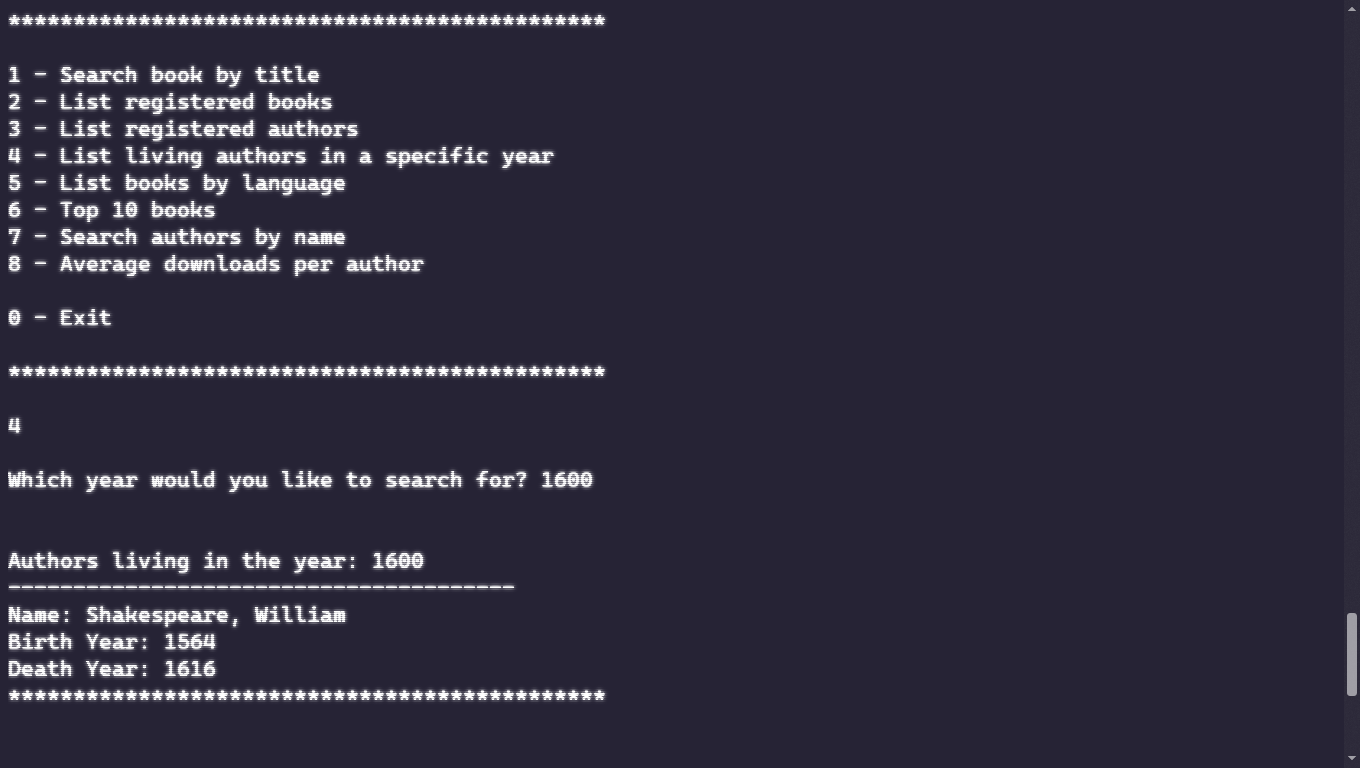 **********************************************
1 - Search book by title
2 - List registered books
3 - List registered authors
4 - List living authors in a specific year
5 - List books by language
6 - Top 10 books
7 - Search authors by name
8 - Average downloads per author
0 - Exit
**********************************************
4
Which year would you like to search for? 1600
Authors living in the year: 1600
---------------------------------------
Name: Shakespeare, William
Birth Year: 1564
Death Year: 1616
**********************************************